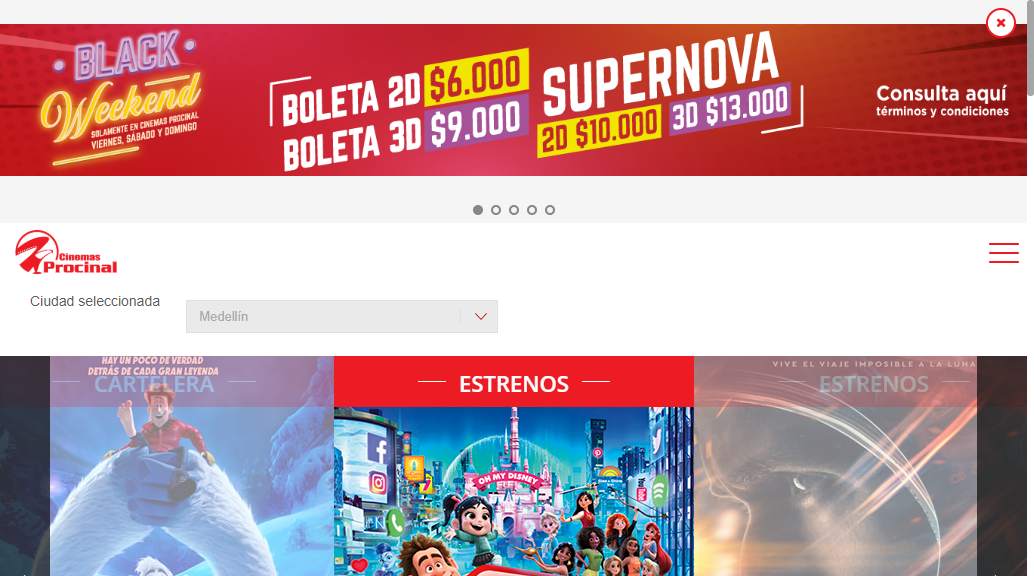 BLACK
Weekend
SOLAMENTE EN CINEMAS PROCINAL
VIERNES, SÁBADO Y DOMINGO
BOLETA 2D $6.000
BOLETA 3D $9.000
SUPERNOVA
2D $10.000 3D $13.000
Consulta aquí
términos y condiciones
Cinemas
Procinal
Ciudad seleccionada
Medellín
HAY UN POCO DE VERDAD
DETRÁS DE CADA GRAN LEYENDA
CARTELERA
ESTRENOS
OH MY DISNEY
VIVE EL VIAJE IMPOSIBLE A LA LUNA
ESTRENOS